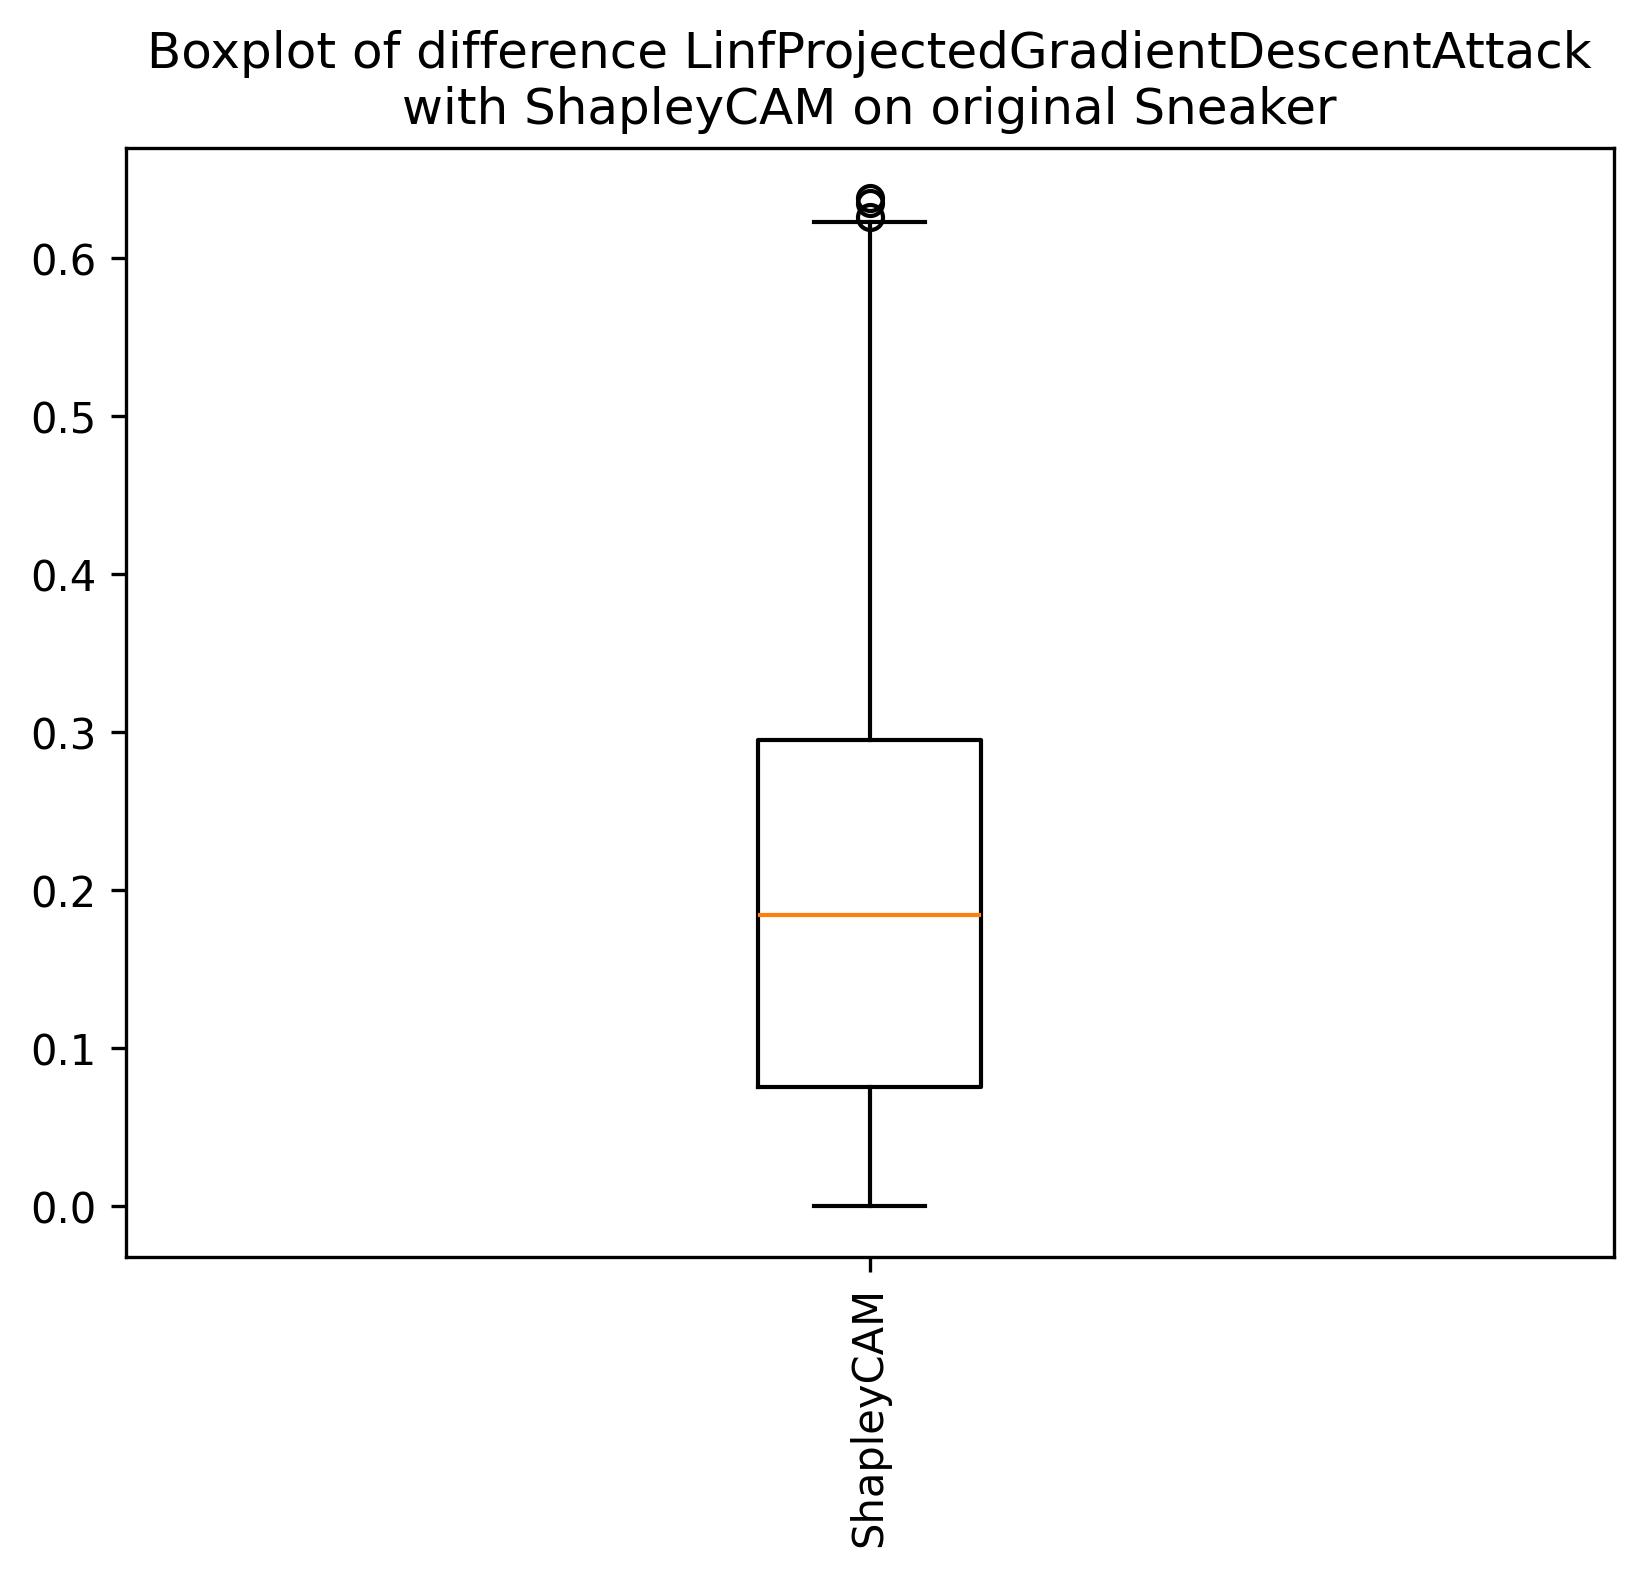 Boxplot of difference LinfProjectedGradientDescentAttack
with ShapleyCAM on original Sneaker
0.6
0.5
0.4
0.3
0.2
0.1
0.0
ShapleyCAM